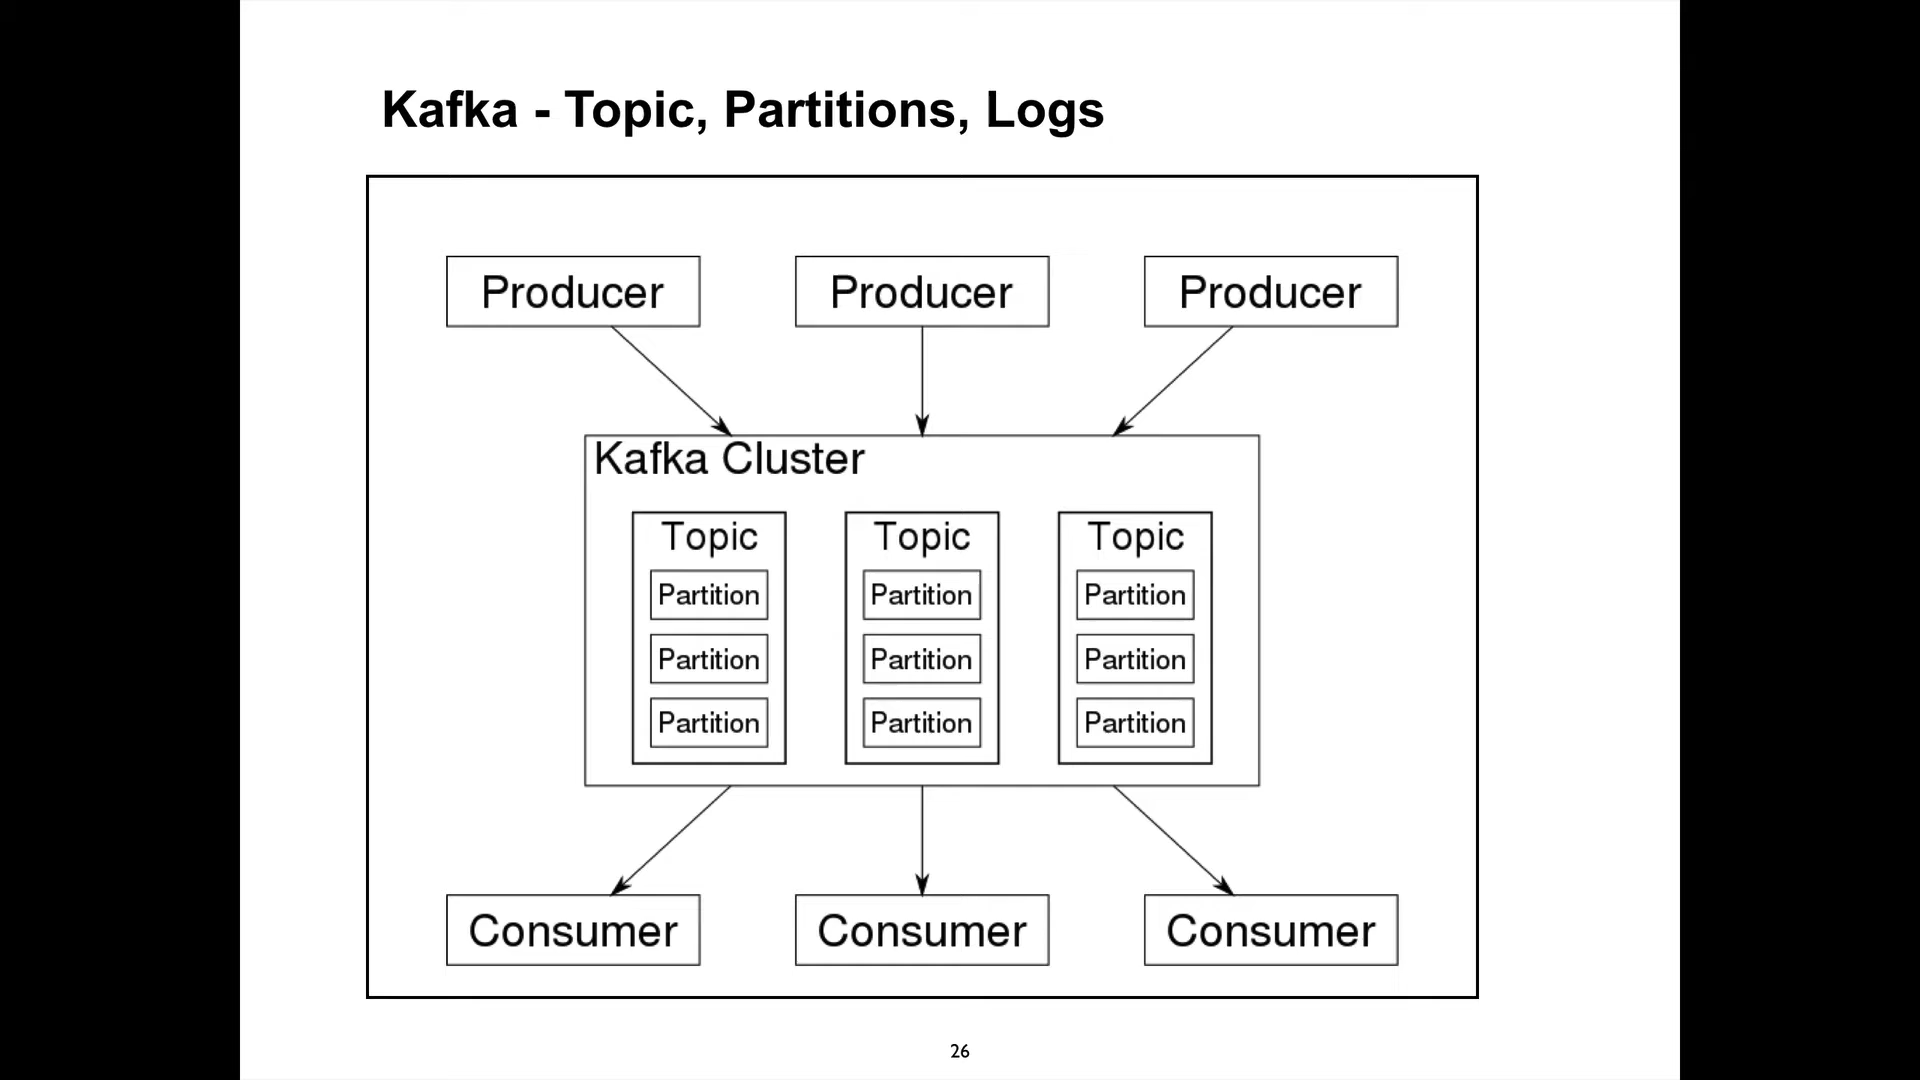 Kafka - Topic, Partitions, Logs
Producer Producer Producer
Kafka Cluster
Topic Topic Topic
Partition Partition Partition
Partition Partition Partition
Partition Partition Partition
Consumer Consumer Consumer
26